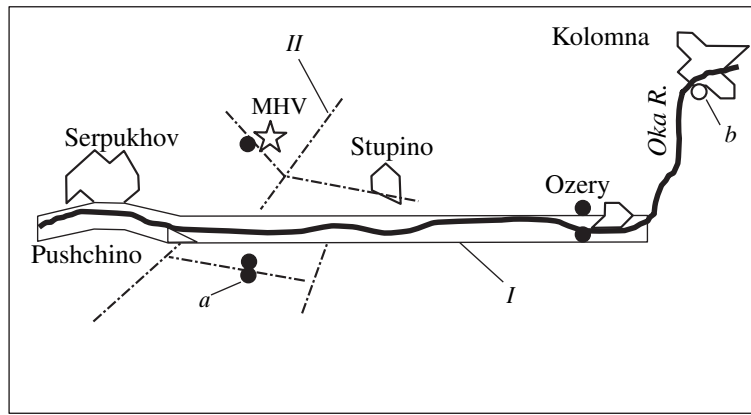 Kolomna
II
MHV
Oka R.
b
Serpukhov
Stupino
Ozery
Pushchino
a
I